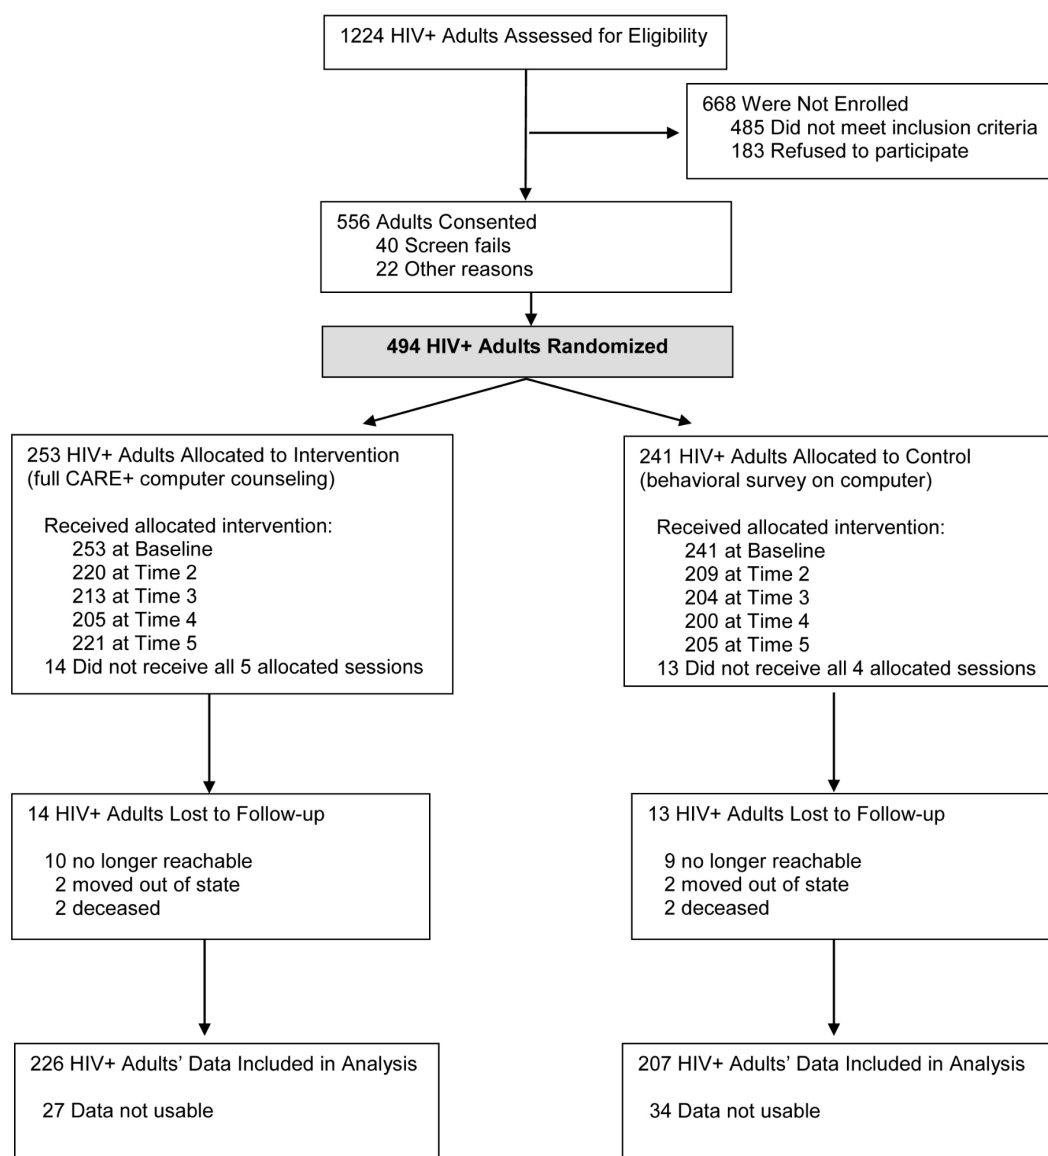 1224 HIV+ Adults Assessed for Eligibility
668 Were Not Enrolled
485 Did not meet inclusion criteria
183 Refused to participate
556 Adults Consented
40 Screen fails
22 Other reasons
494 HIV+ Adults Randomized
253 HIV+ Adults Allocated to Intervention
(full CARE+ computer counseling)
Received allocated intervention:
253 at Baseline
220 at Time 2
213 at Time 3
205 at Time 4
221 at Time 5
14 Did not receive all 5 allocated sessions
241 HIV+ Adults Allocated to Control
(behavioral survey on computer)
Received allocated intervention:
241 at Baseline
209 at Time 2
204 at Time 3
200 at Time 4
205 at Time 5
13 Did not receive all 4 allocated sessions
14 HIV+ Adults Lost to Follow-up
10 no longer reachable
2 moved out of state
2 deceased
13 HIV+ Adults Lost to Follow-up
9 no longer reachable
2 moved out of state
2 deceased
226 HIV+ Adults’ Data Included in Analysis
27 Data not usable
207 HIV+ Adults’ Data Included in Analysis
34 Data not usable